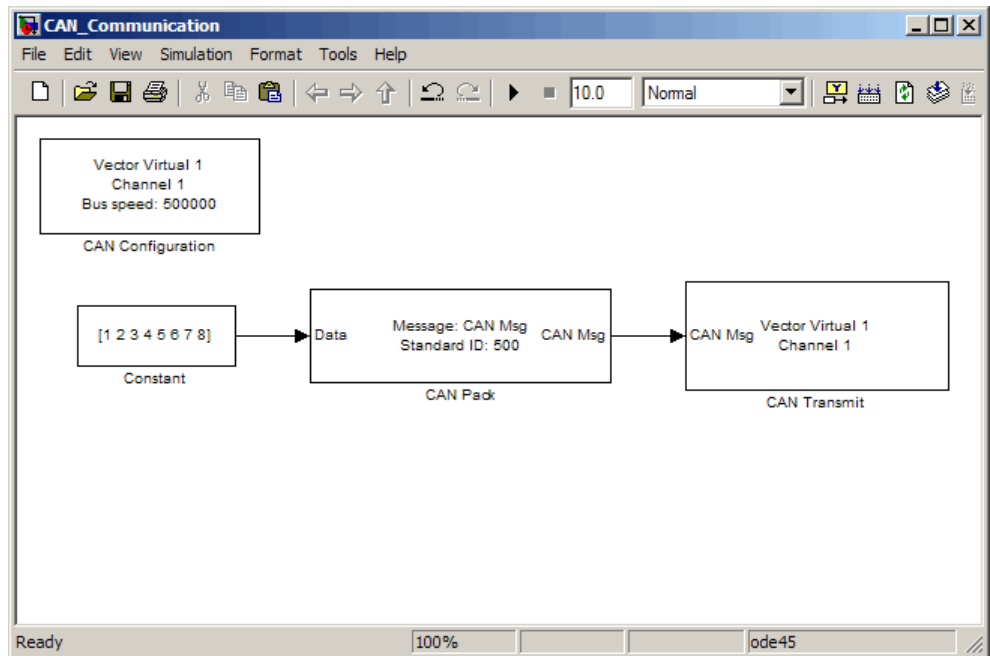 CAN_Communication
File Edit View Simulation Format Tools Help
10.0 Normal
Vector Virtual 1
Channel 1
Bus speed: 500000
CAN Configuration
[1 2 3 4 5 6 7 8]
Constant
Data
Message: CAN Msg
Standard ID: 500
CAN Msg
CAN Pack
CAN Msg
Vector Virtual 1
Channel 1
CAN Transmit
Ready 100% ode45